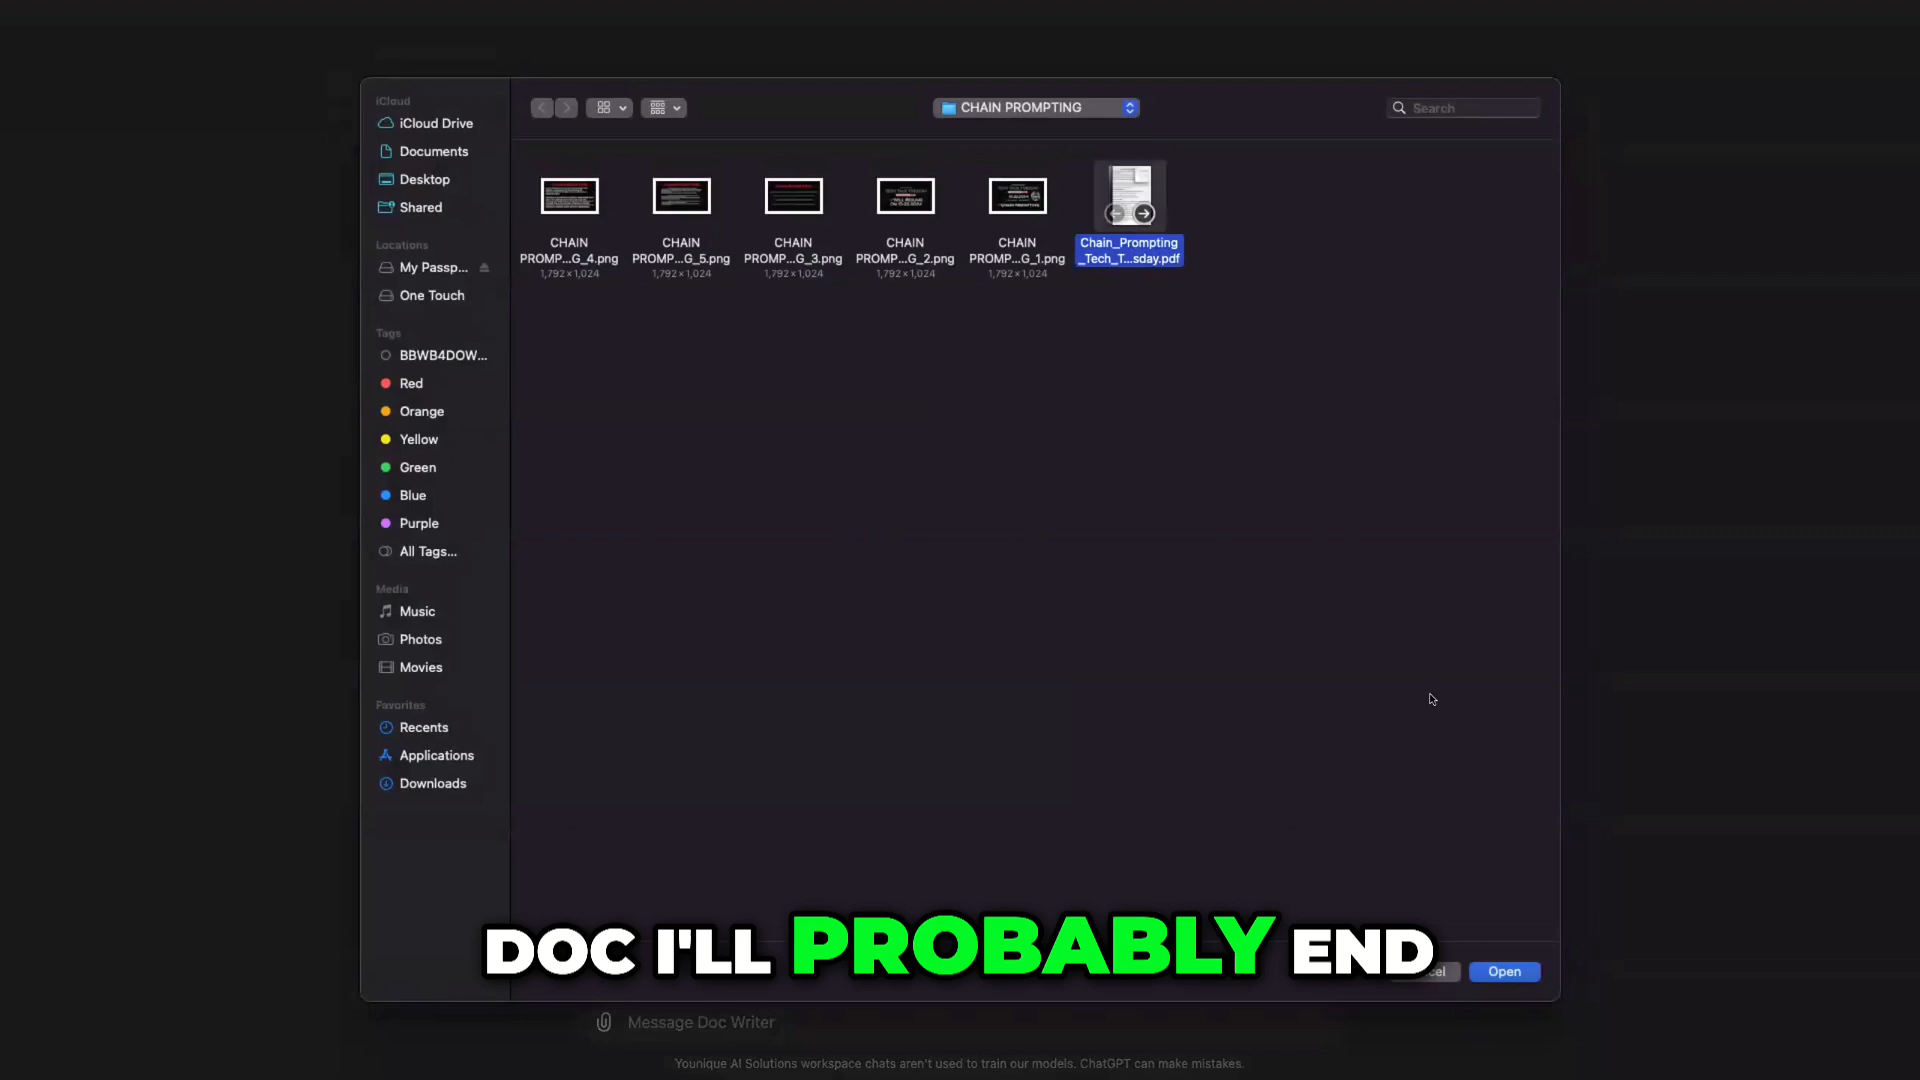 iCloud
iCloud Drive
Documents
Desktop
Shared
Locations
My Passp...
One Touch
Tags
BBWB4DOW...
Red
Orange
Yellow
Green
Blue
Purple
All Tags...
Media
Music
Photos
Movies
Favorites
Recents
Applications
Downloads
CHAIN PROMPTING
Search
CHAIN
PROMP...G_4.png
1,792 × 1,024
CHAIN
PROMP...G_5.png
1,792 × 1,024
CHAIN
PROMP...G_3.png
1,792 × 1,024
CHAIN
PROMP...G_2.png
1,792 × 1,024
CHAIN
PROMP...G_1.png
1,792 × 1,024
Chain_Prompting
_Tech_T...sday.pdf
DOC I'LL PROBABLY END
Open
Message Doc Writer
Younique AI Solutions workspace chats aren't used to train our models. ChatGPT can make mistakes.